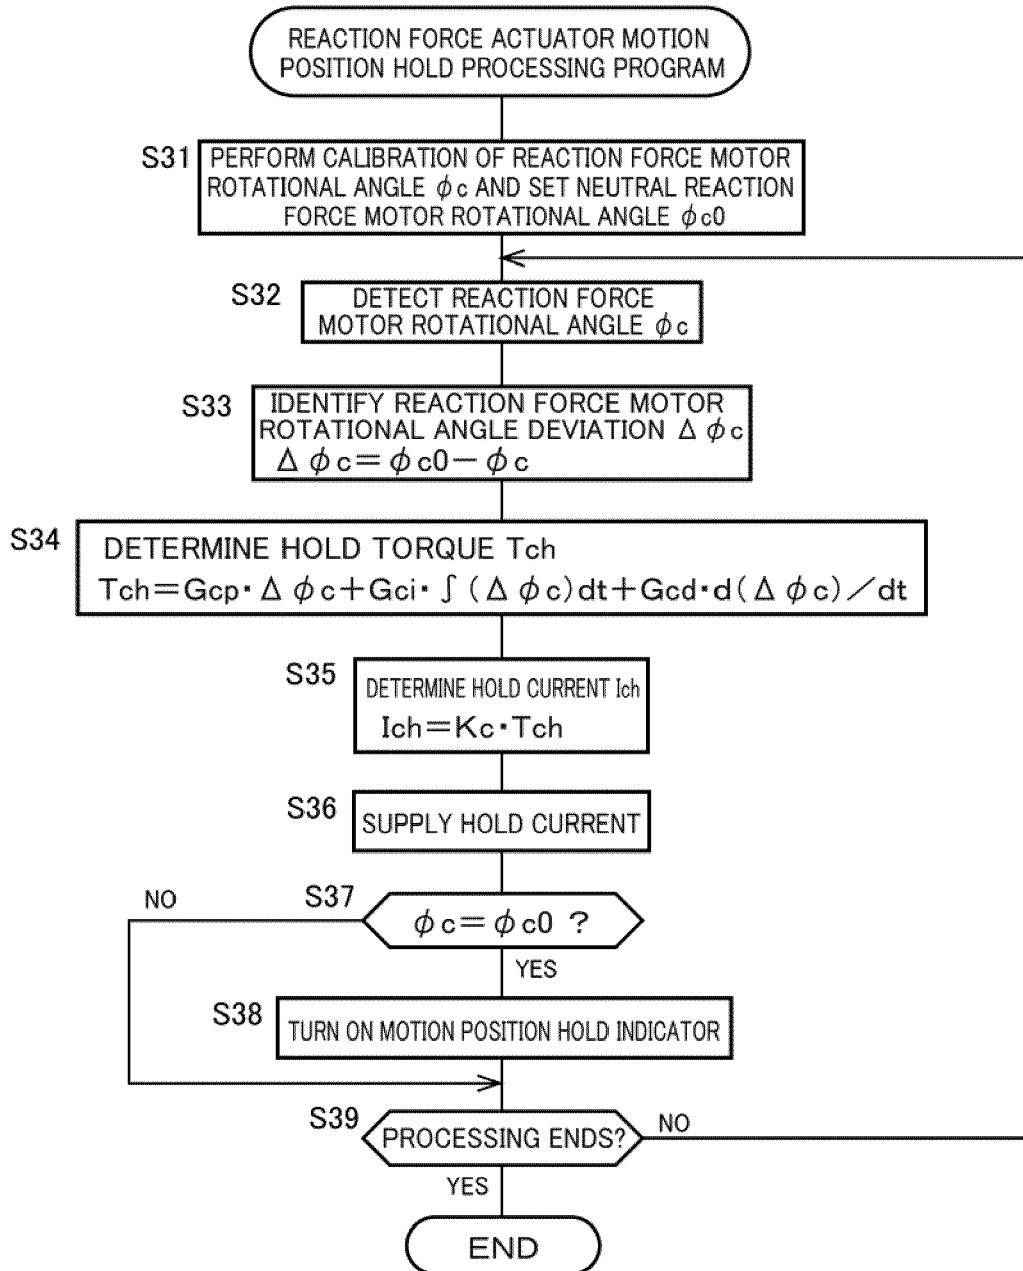 REACTION FORCE ACTUATOR MOTION
POSITION HOLD PROCESSING PROGRAM
S31
PERFORM CALIBRATION OF REACTION FORCE MOTOR
ROTATIONAL ANGLE ϕc AND SET NEUTRAL REACTION
FORCE MOTOR ROTATIONAL ANGLE ϕc0
S32
DETECT REACTION FORCE
MOTOR ROTATIONAL ANGLE ϕc
S33
IDENTIFY REACTION FORCE MOTOR
ROTATIONAL ANGLE DEVIATION Δϕc
Δϕc=ϕc0−ϕc
S34
DETERMINE HOLD TORQUE Tch
Tch=Gcp・Δϕc+Gci・∫(Δϕc)dt+Gcd・d(Δϕc)/dt
S35
DETERMINE HOLD CURRENT Ich
Ich=Kc・Tch
S36
SUPPLY HOLD CURRENT
S37
NO
ϕc=ϕc0 ?
YES
S38
TURN ON MOTION POSITION HOLD INDICATOR
S39
PROCESSING ENDS?
NO
YES
END